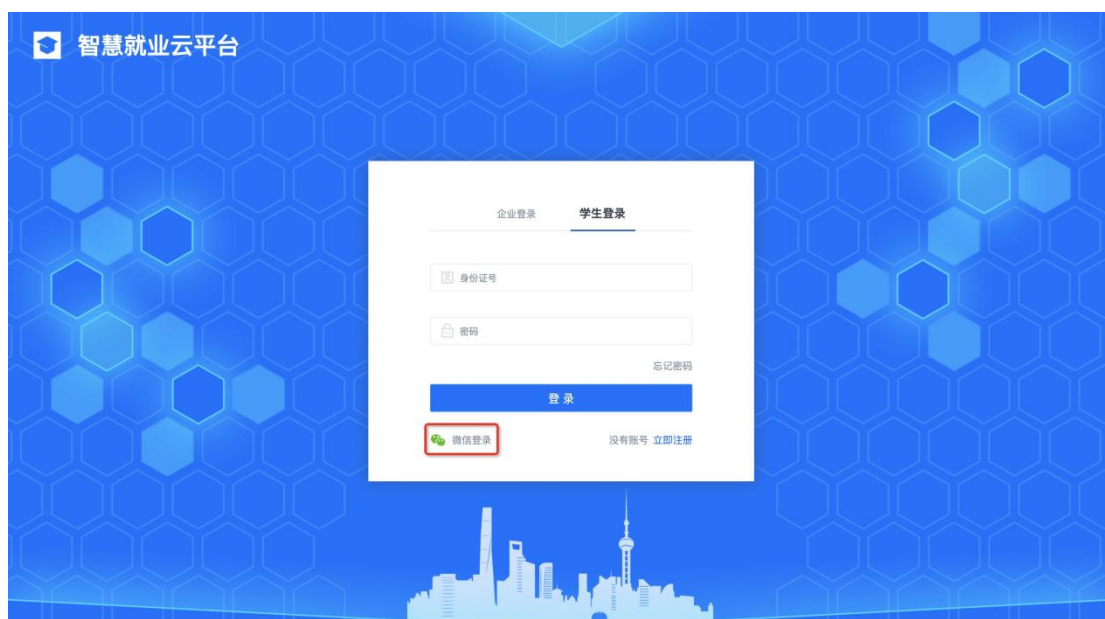 智慧就业云平台
企业登录 学生登录
身份证号
密码
忘记密码
登录
微信登录 没有账号 立即注册